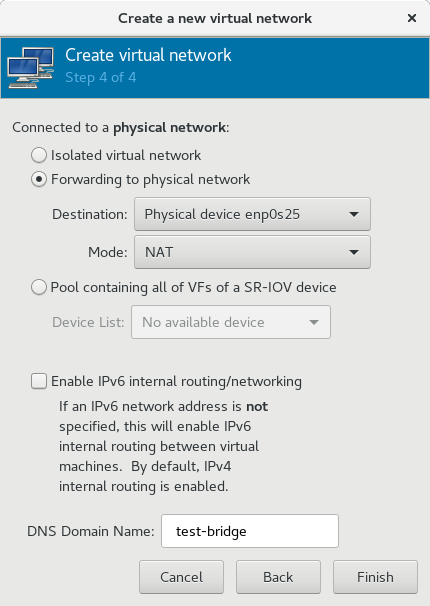 Create a new virtual network
Create virtual network
Step 4 of 4
Connected to a physical network:
Isolated virtual network
Forwarding to physical network
Destination: Physical device enp0s25
Mode: NAT
Pool containing all of VFs of a SR-IOV device
Device List: No available device
Enable IPv6 internal routing/networking
If an IPv6 network address is not
specified, this will enable IPv6
internal routing between virtual
machines.  By default, IPv4
internal routing is enabled.
DNS Domain Name: test-bridge
Cancel Back Finish